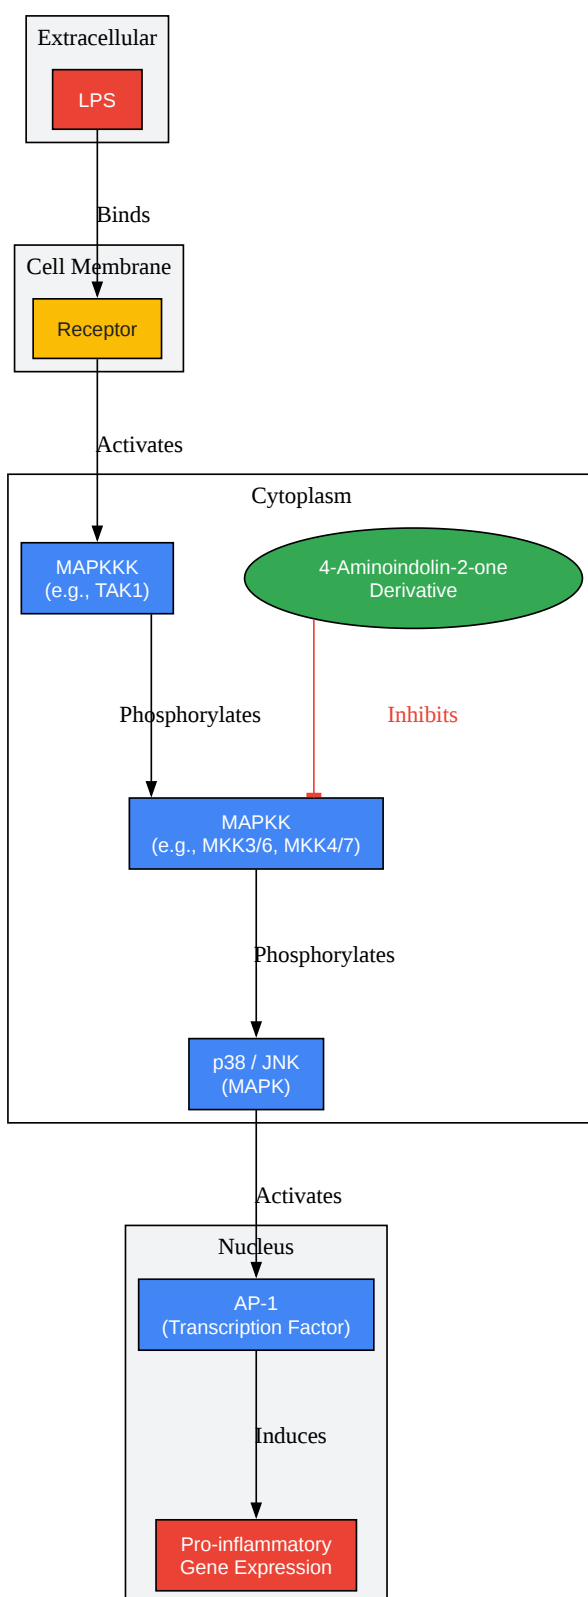 Extracellular
LPS
Binds
Cell Membrane
Receptor
Activates
Cytoplasm
MAPKKK
(e.g., TAK1)
4-Aminoindolin-2-one
Derivative
Phosphorylates
Inhibits
MAPKK
(e.g., MKK3/6, MKK4/7)
Phosphorylates
p38 / JNK
(MAPK)
Activates
Nucleus
AP-1
(Transcription Factor)
Induces
Pro-inflammatory
Gene Expression